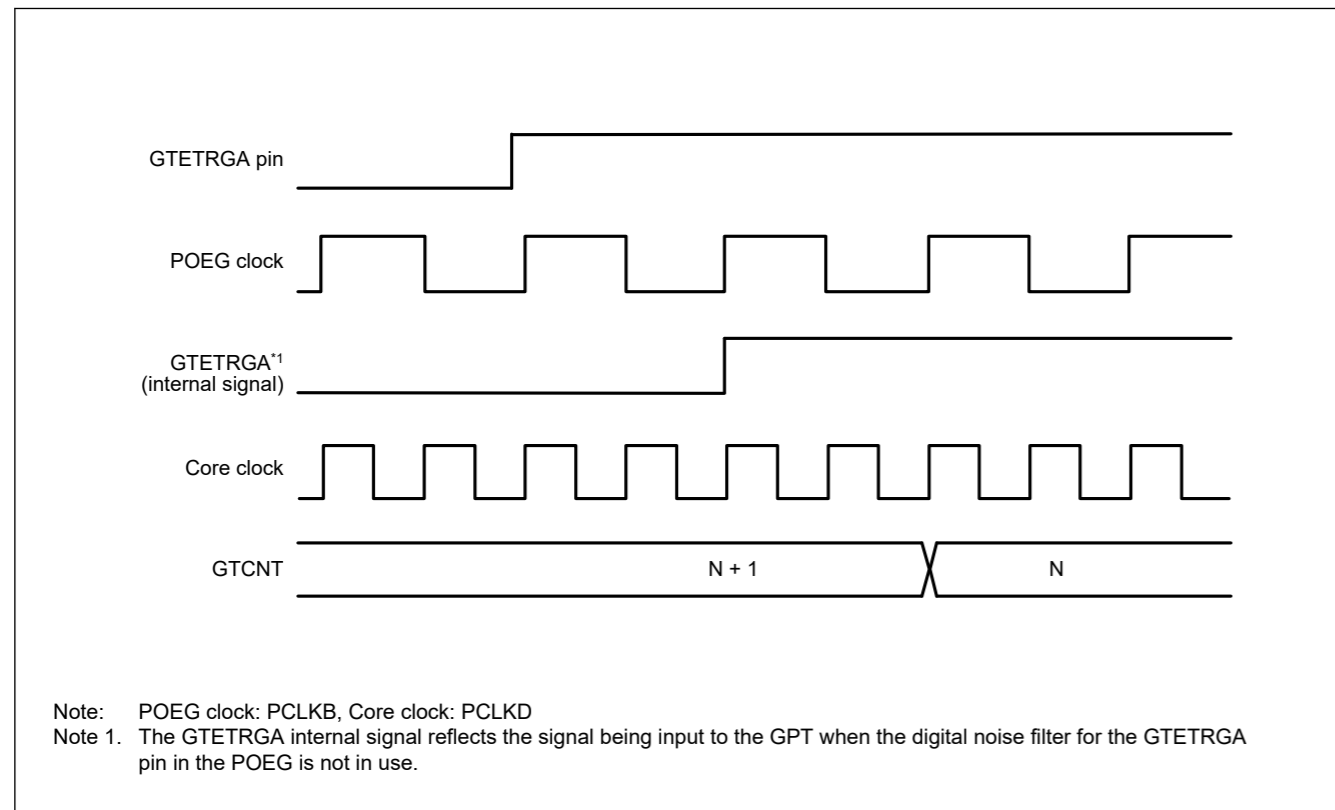 GTETRGA pin
POEG clock
GTETRGA*1
(internal signal)
Core clock
GTCNT
N + 1
N
Note: POEG clock: PCLKB, Core clock: PCLKD
Note 1. The GTETRGA internal signal reflects the signal being input to the GPT when the digital noise filter for the GTETRGA
pin in the POEG is not in use.